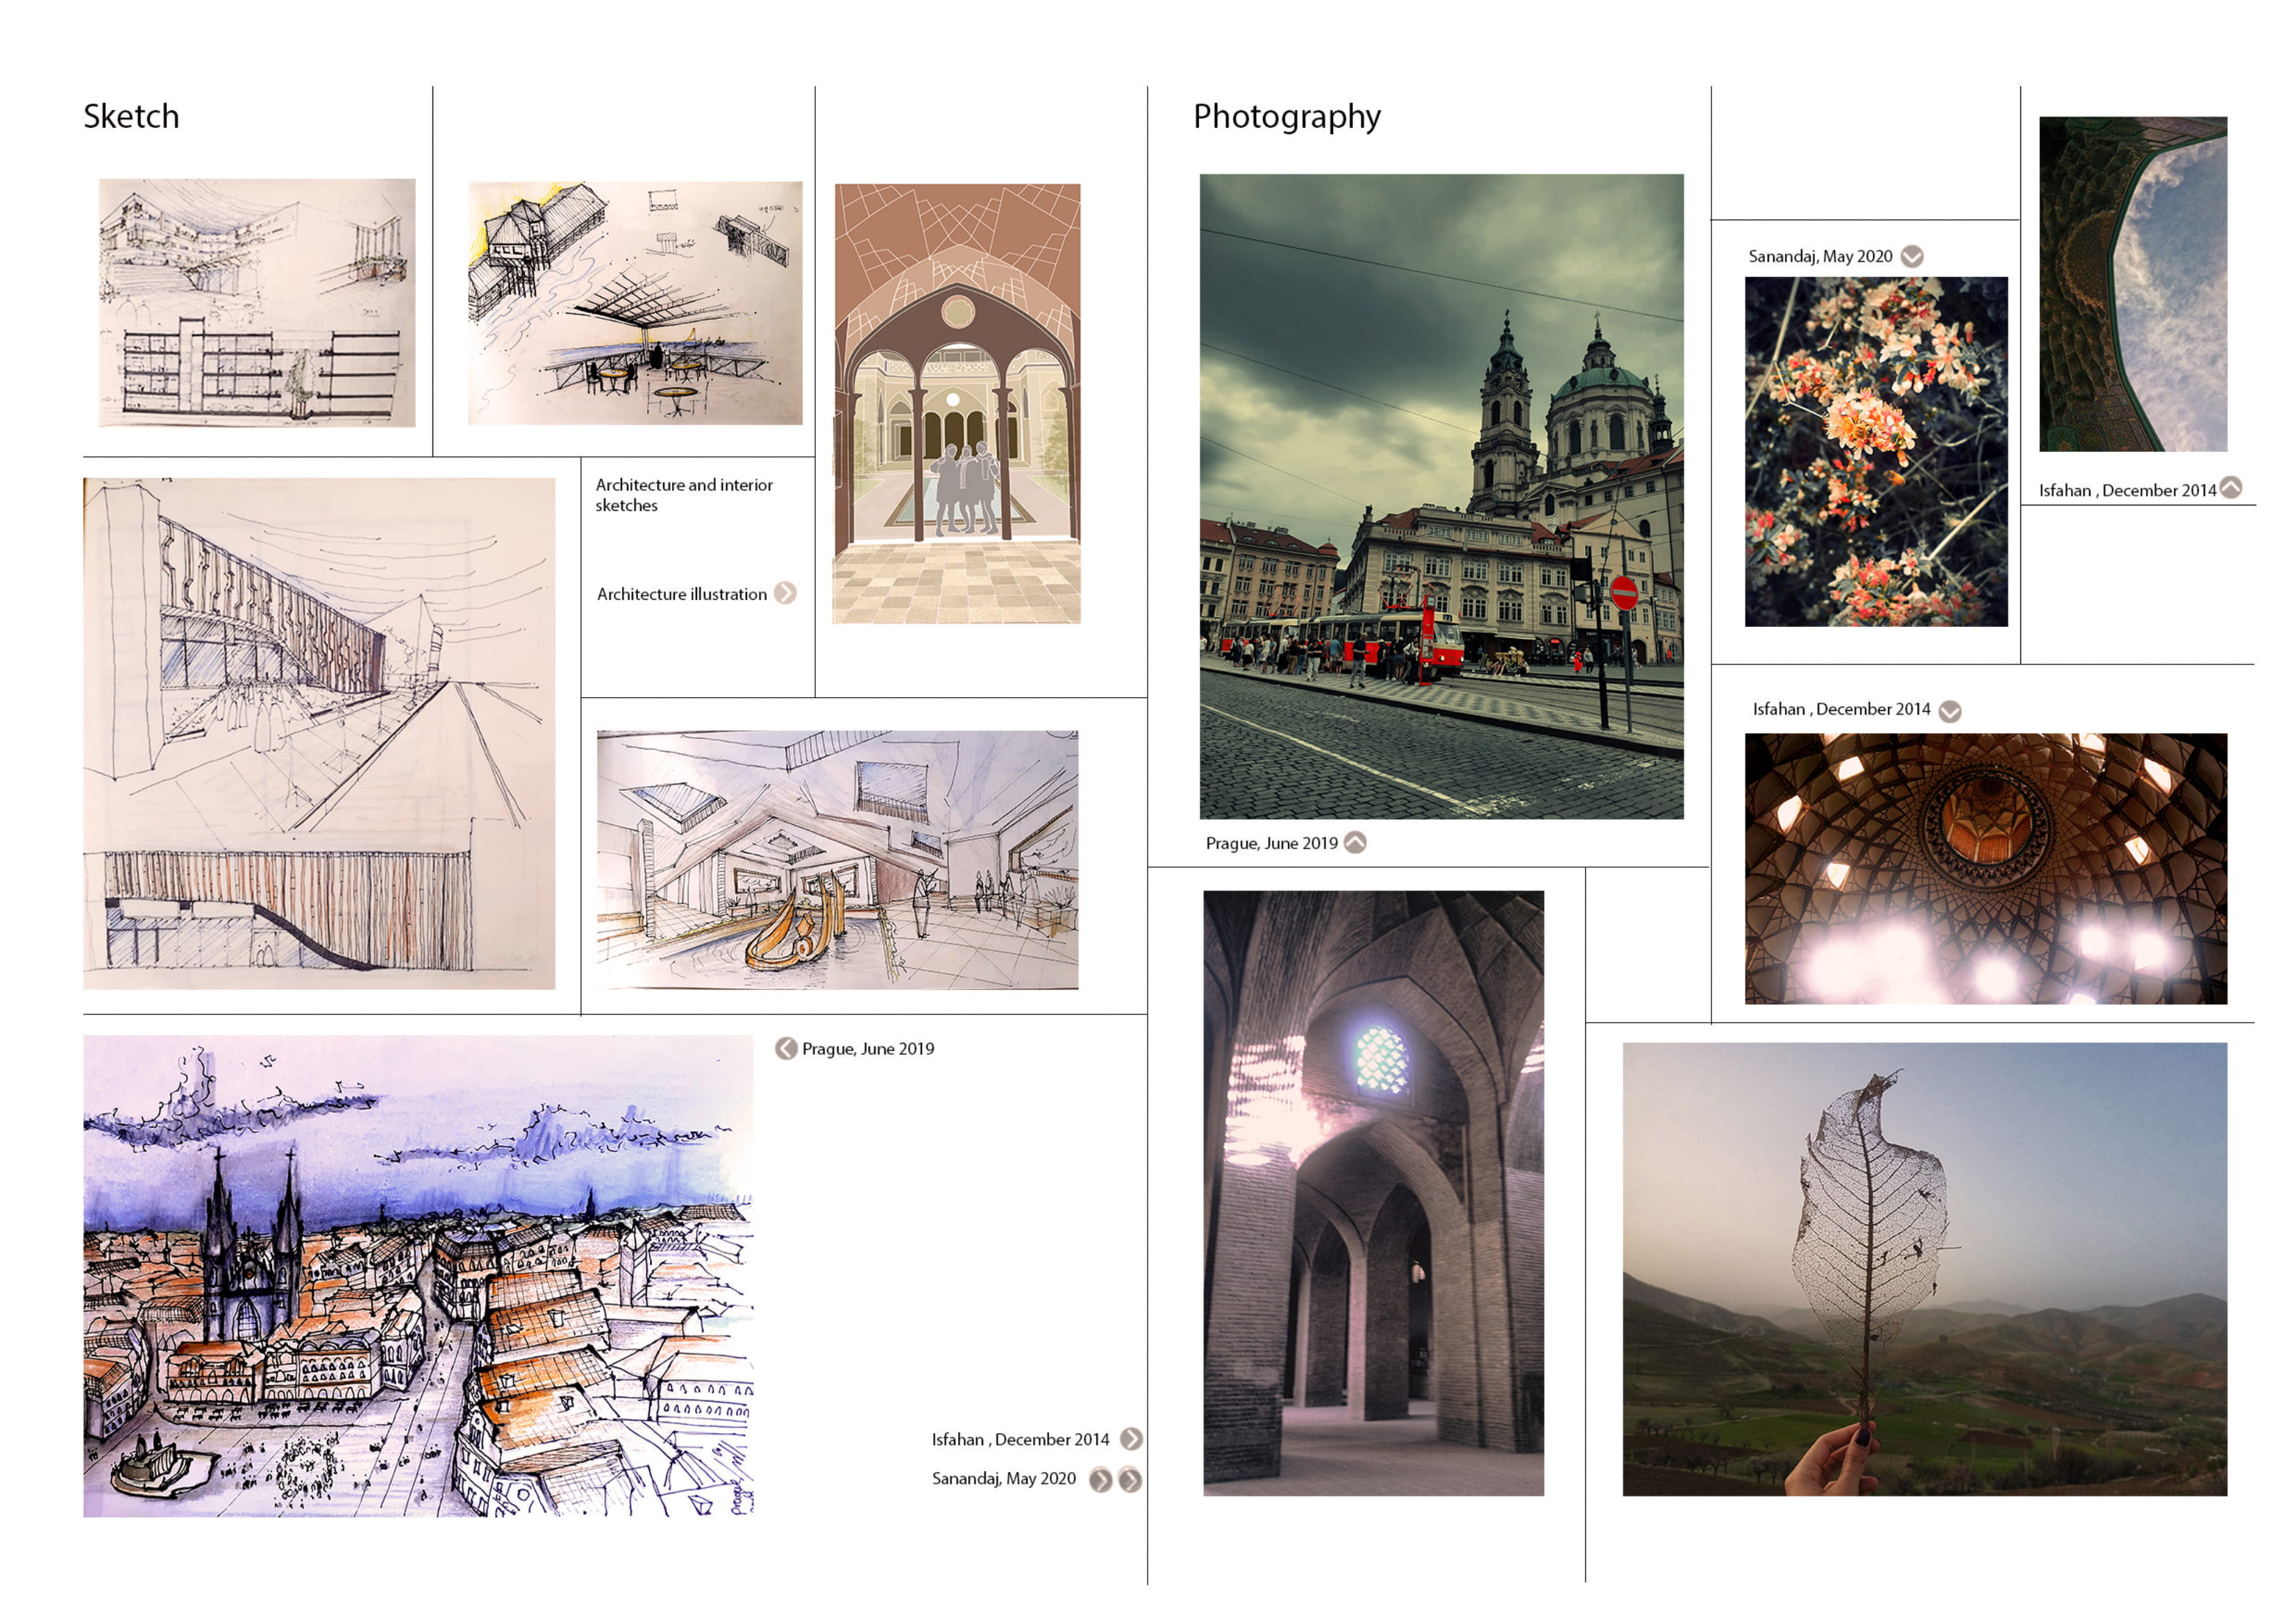 Sketch
Architecture and interior
sketches
Architecture illustration
Prague, June 2019
Isfahan , December 2014
Sanandaj, May 2020
Photography
Prague, June 2019
Sanandaj, May 2020
Isfahan , December 2014
Isfahan , December 2014